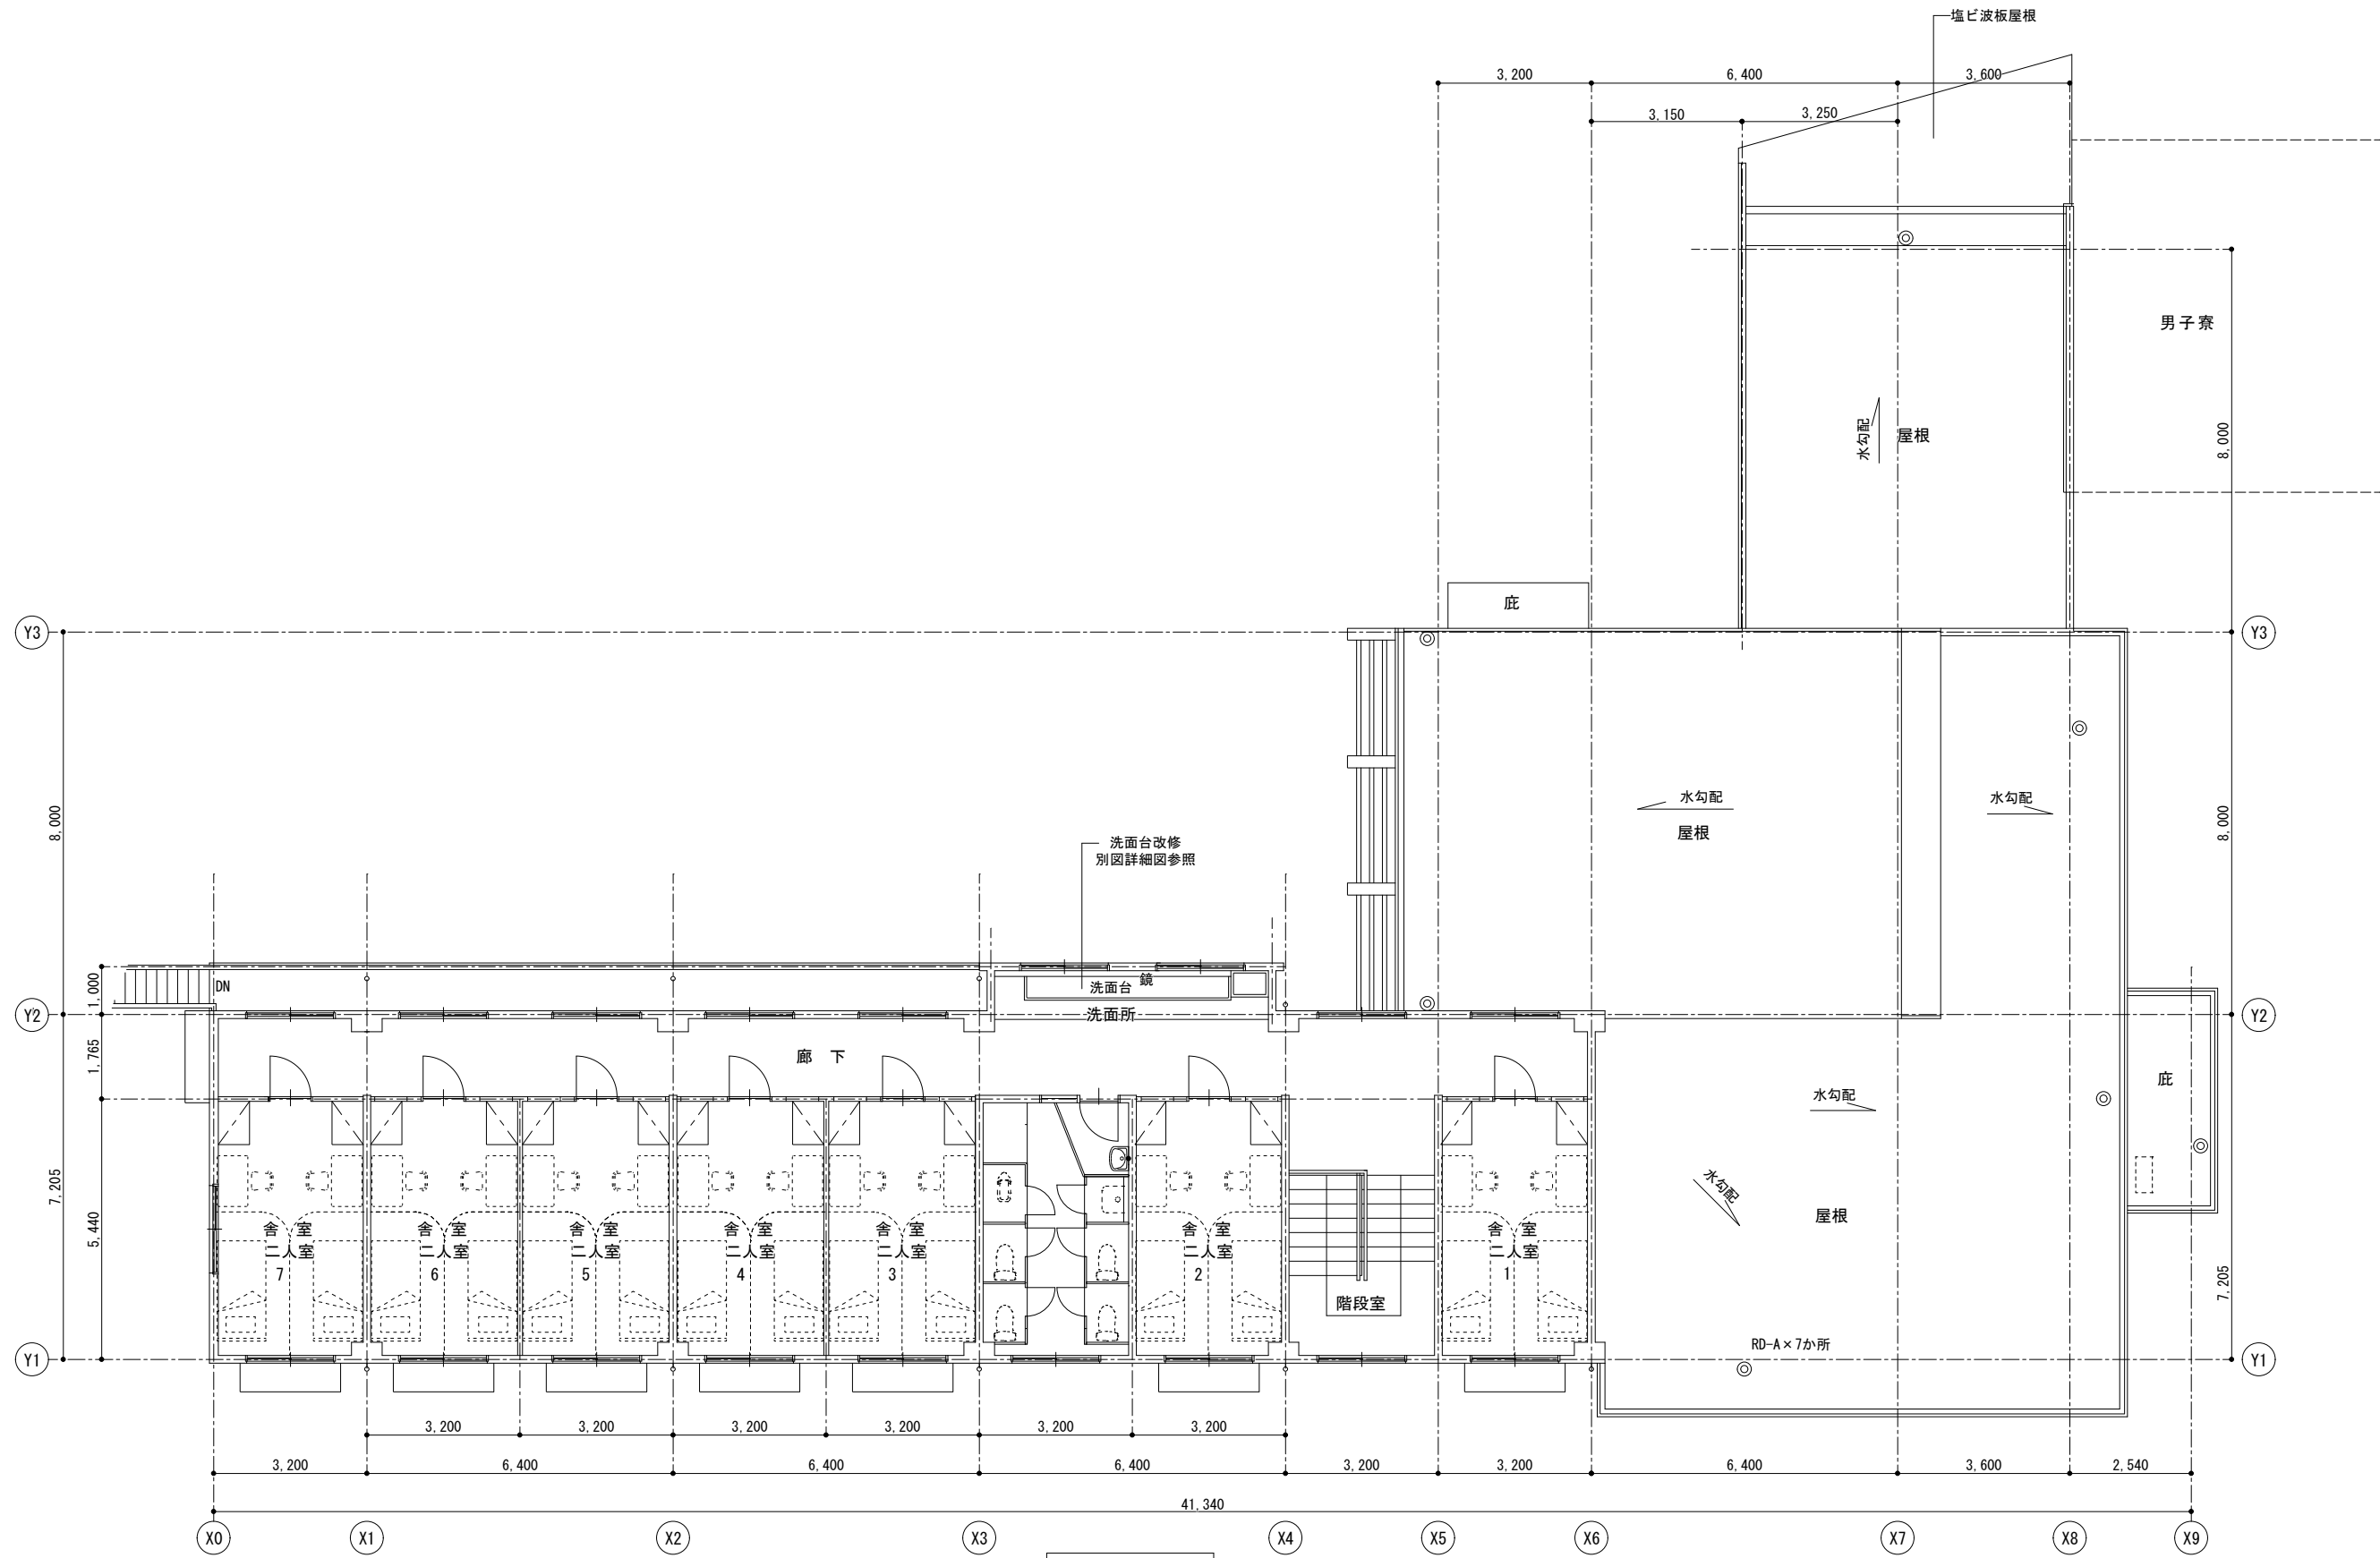 塩ビ波板屋根
3,200
6,400
3,600
3,150
3,250
男子寮
水勾配
屋根
8,000
庇
Y3
Y3
水勾配
屋根
水勾配
8,000
8,000
洗面台改修
別図詳細図参照
DN
1,000
洗面台
鏡
洗面所
Y2
Y2
廊 下
1,765
庇
水勾配
水勾配
屋根
7,205
5,440
7,205
舎 室
二人室
7
舎 室
二人室
6
舎 室
二人室
5
舎 室
二人室
4
舎 室
二人室
3
舎 室
二人室
2
階段室
舎 室
二人室
1
RD-A×7か所
Y1
Y1
3,200
3,200
3,200
3,200
3,200
3,200
3,200
6,400
6,400
6,400
3,200
3,200
6,400
3,600
2,540
41,340
X0
X1
X2
X3
X4
X5
X6
X7
X8
X9